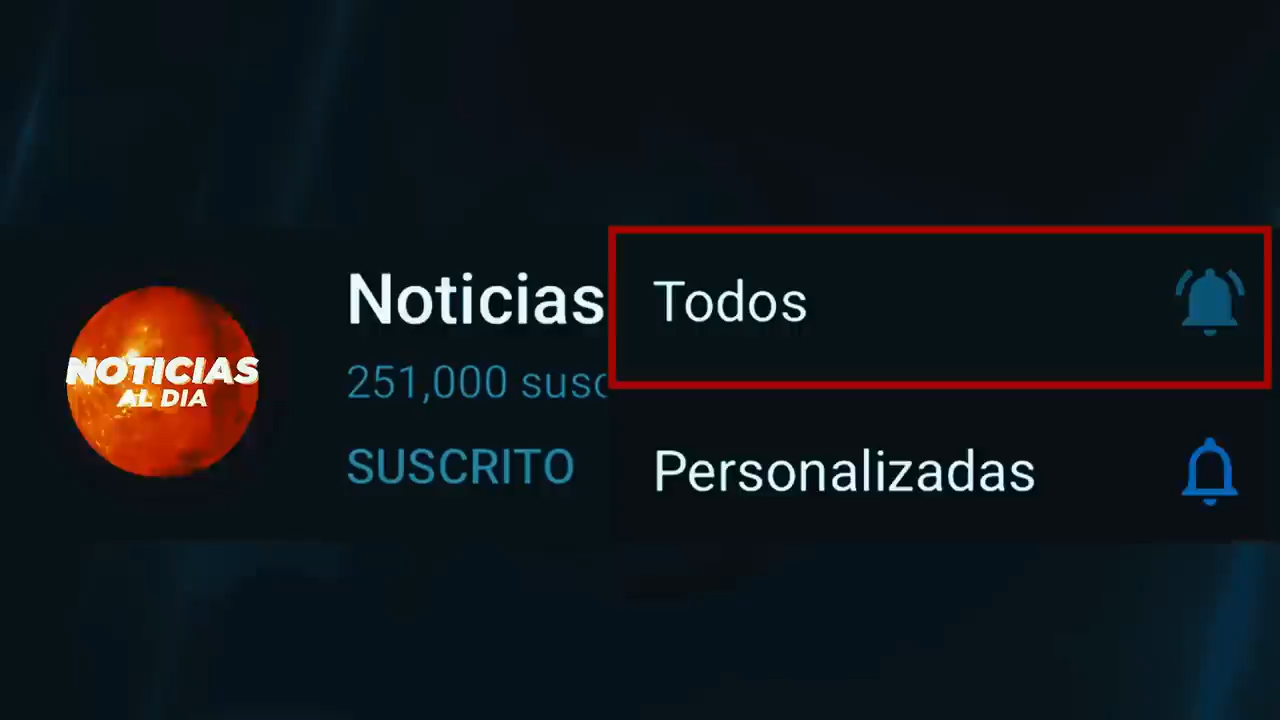 NOTICIAS
AL DIA
Noticias
251,000 susc
SUSCRITO
Todos
Personalizadas